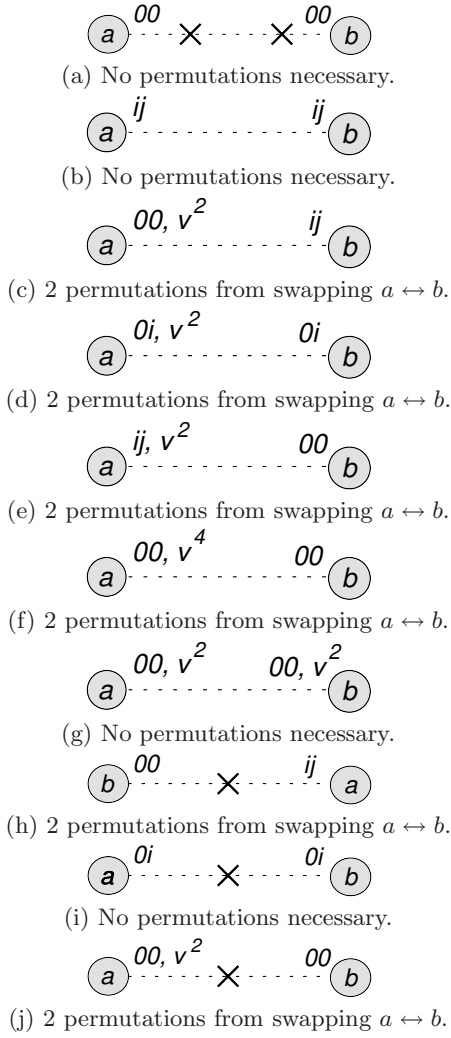 a 00 00 b
(a) No permutations necessary.
a ij ij b
(b) No permutations necessary.
a 00, v² ij b
(c) 2 permutations from swapping a ↔ b.
a 0i, v² 0i b
(d) 2 permutations from swapping a ↔ b.
a ij, v² 00 b
(e) 2 permutations from swapping a ↔ b.
a 00, v⁴ 00 b
(f) 2 permutations from swapping a ↔ b.
a 00, v² 00, v² b
(g) No permutations necessary.
b 00 ij a
(h) 2 permutations from swapping a ↔ b.
a 0i 0i b
(i) No permutations necessary.
a 00, v² 00 b
(j) 2 permutations from swapping a ↔ b.